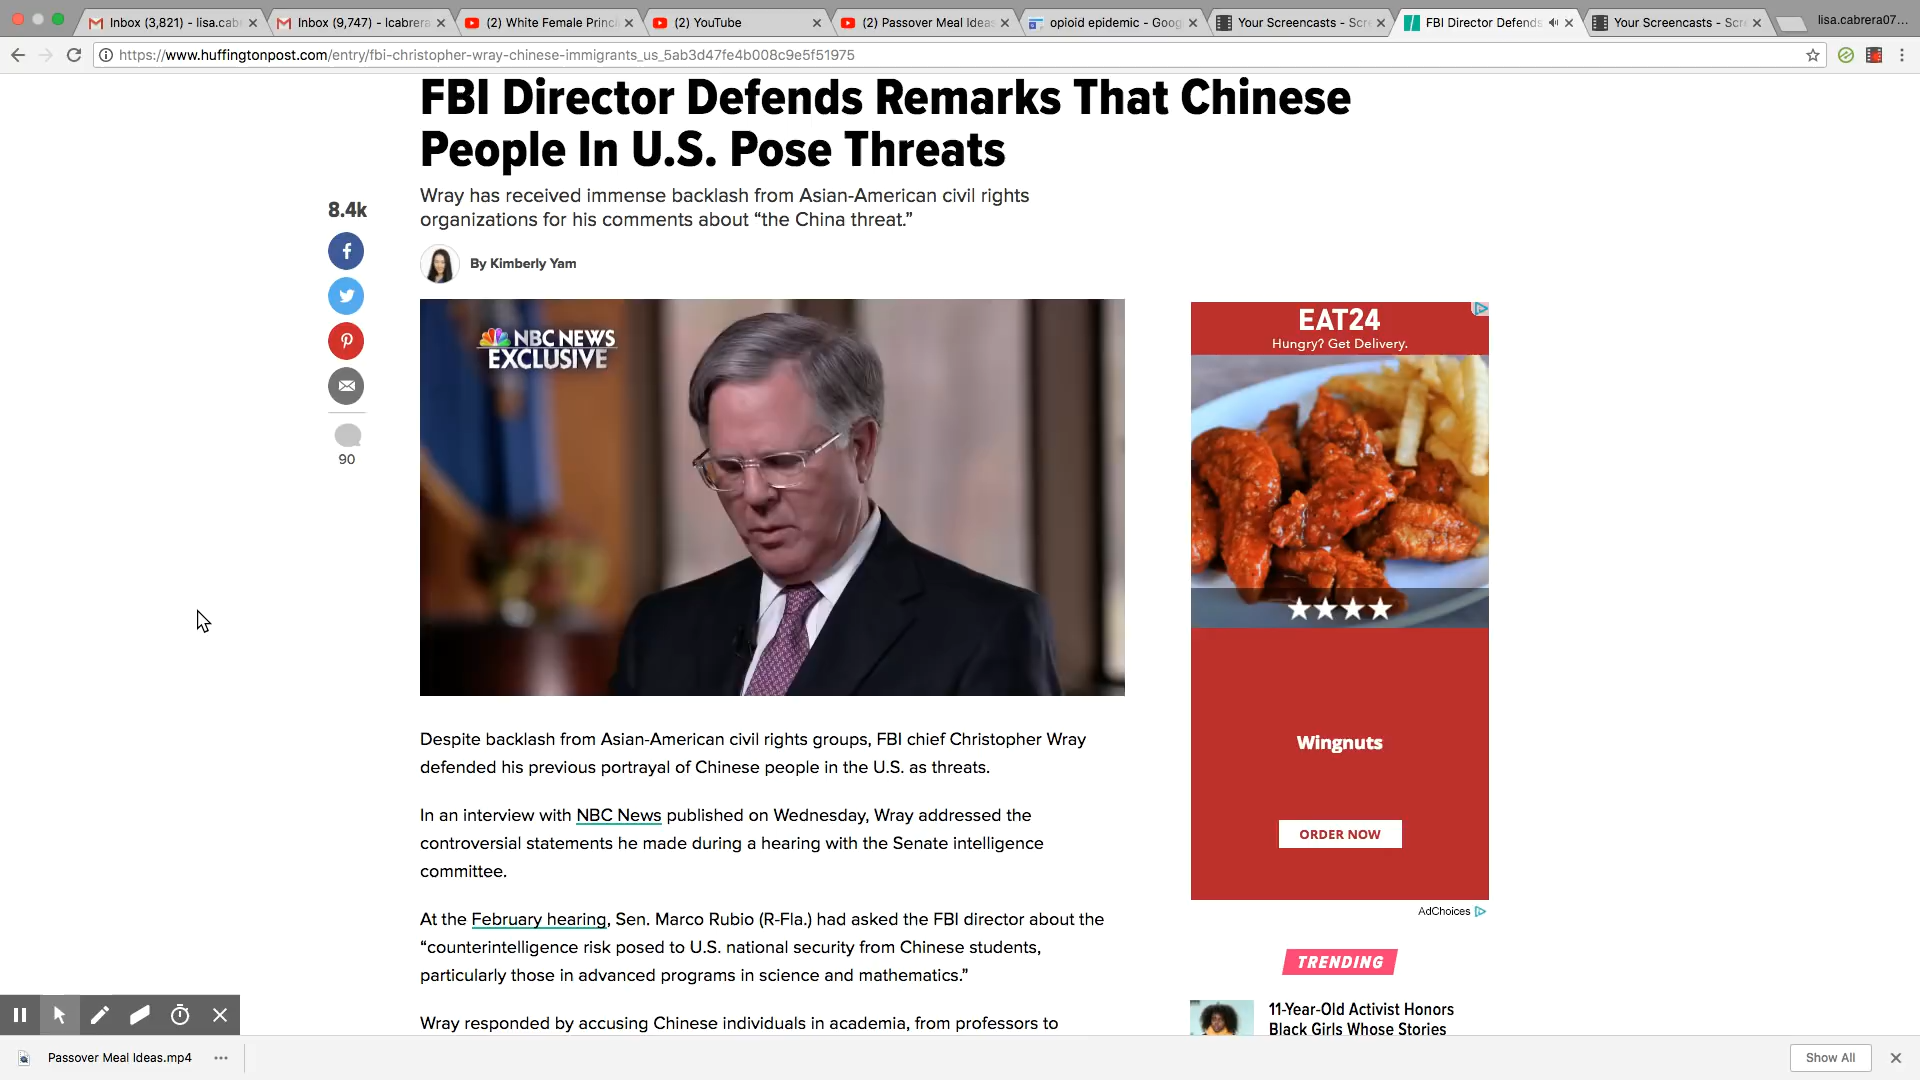 Inbox (3,821) - lisa.cab
Inbox (9,747) - lcabrera
(2) White Female Princi
(2) YouTube
(2) Passover Meal Ideas
opioid epidemic - Goog
Your Screencasts - Scre
FBI Director Defends
Your Screencasts - Scre
lisa.cabrera07...
https://www.huffingtonpost.com/entry/fbi-christopher-wray-chinese-immigrants_us_5ab3d47fe4b008c9e5f51975
FBI Director Defends Remarks That Chinese
People In U.S. Pose Threats
Wray has received immense backlash from Asian-American civil rights
organizations for his comments about “the China threat.”
8.4k
By Kimberly Yam
90
NBC NEWS
EXCLUSIVE
EAT24
Hungry? Get Delivery.
Wingnuts
ORDER NOW
AdChoices
Despite backlash from Asian-American civil rights groups, FBI chief Christopher Wray
defended his previous portrayal of Chinese people in the U.S. as threats.
In an interview with NBC News published on Wednesday, Wray addressed the
controversial statements he made during a hearing with the Senate intelligence
committee.
At the February hearing, Sen. Marco Rubio (R-Fla.) had asked the FBI director about the
“counterintelligence risk posed to U.S. national security from Chinese students,
particularly those in advanced programs in science and mathematics.”
Wray responded by accusing Chinese individuals in academia, from professors to
TRENDING
11-Year-Old Activist Honors
Black Girls Whose Stories
Passover Meal Ideas.mp4
Show All